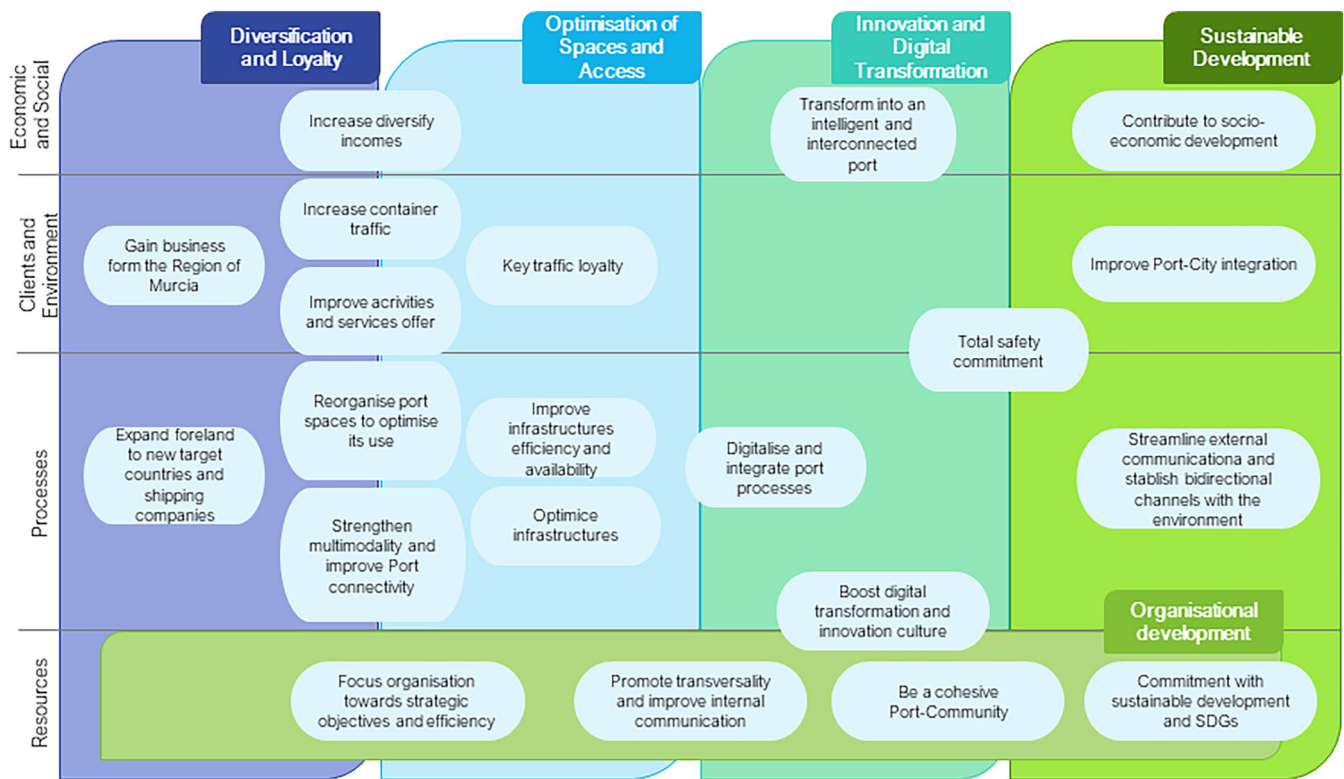 Diversification
and Loyalty
Optimisation of
Spaces and
Access
Innovation and
Digital
Transformation
Sustainable
Development
Economic
and Social
Increase diversify
incomes
Transform into an
intelligent and
interconnected
port
Contribute to socio-
economic development
Clients and
Environment
Gain business
form the Region of
Murcia
Increase container
traffic
Improve acrivities
and services offer
Key traffic loyalty
Improve Port-City integration
Total safety
commitment
Processes
Expand foreland
to new target
countries and
shipping
companies
Reorganise port
spaces to optimise
its use
Strengthen
multimodality and
improve Port
connectivity
Improve
infrastructures
efficiency and
availability
Optimice
infrastructures
Digitalise and
integrate port
processes
Streamline external
communicationa and
stablish bidirectional
channels with the
environment
Boost digital
transformation and
innovation culture
Organisational
development
Resources
Focus organisation
towards strategic
objectives and efficiency
Promote transversality
and improve internal
communication
Be a cohesive
Port-Community
Commitment with
sustainable development
and SDGs